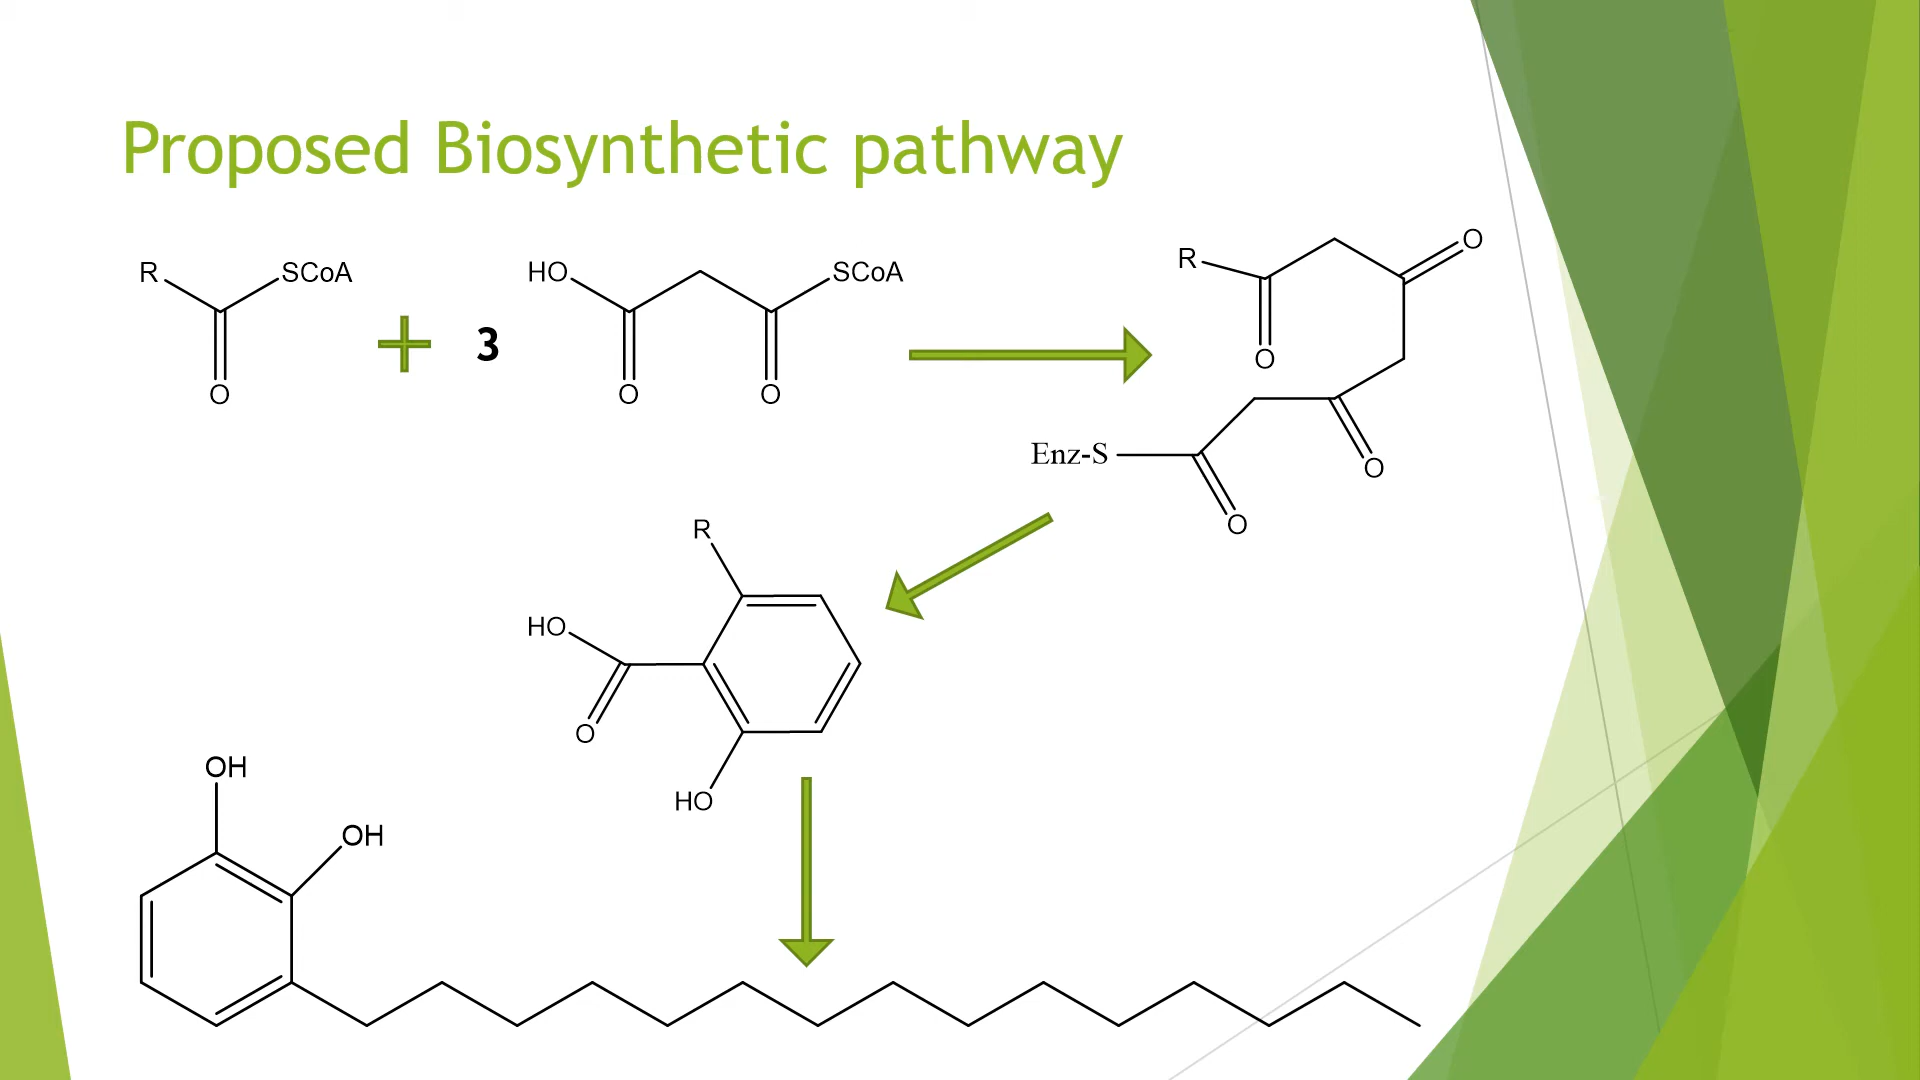 Proposed Biosynthetic pathway
R SCoA O
3
HO SCoA O O
R O O O
Enz-S O
R
HO
O
HO
OH
OH